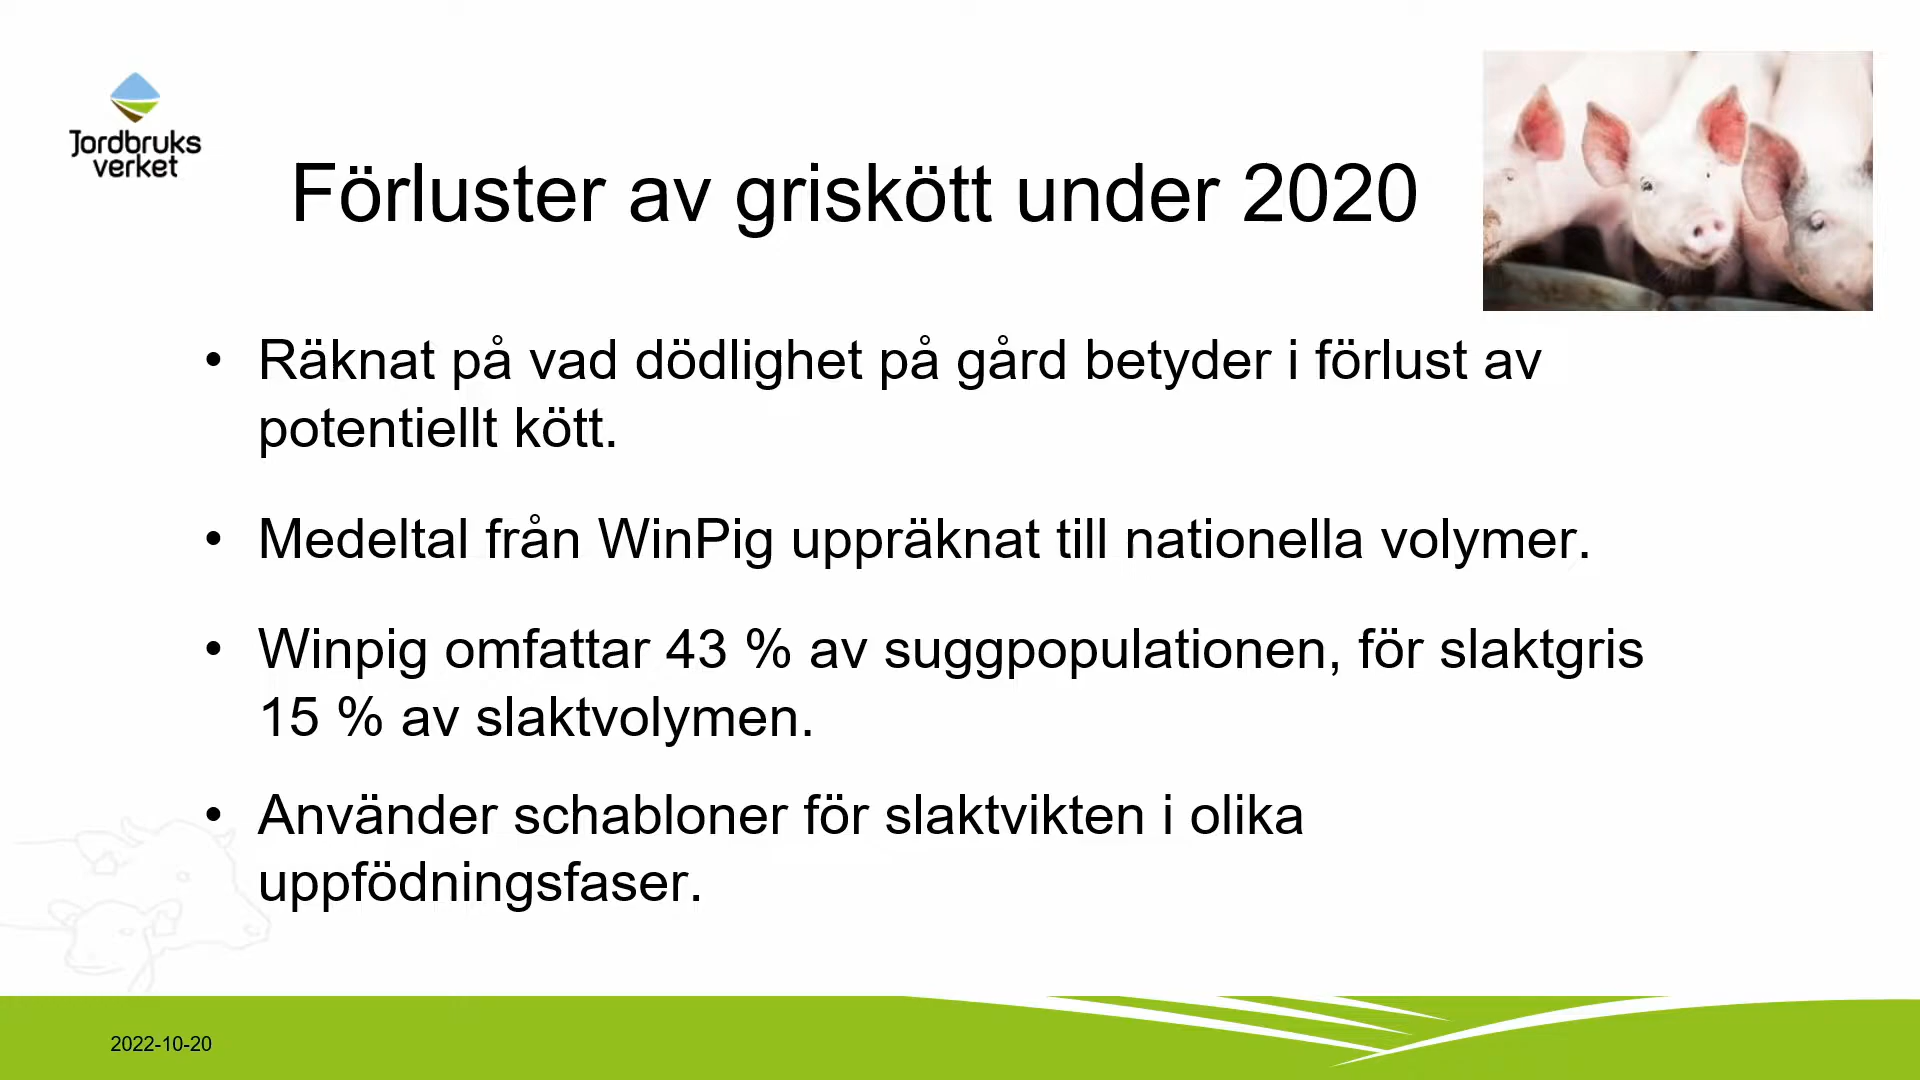 Jordbruks
verket
Förluster av griskött under 2020
• Räknat på vad dödlighet på gård betyder i förlust av
potentiellt kött.
• Medeltal från WinPig uppräknat till nationella volymer.
• Winpig omfattar 43 % av suggpopulationen, för slaktgris
15 % av slaktvolymen.
• Använder schabloner för slaktvikten i olika
uppfödningsfaser.
2022-10-20